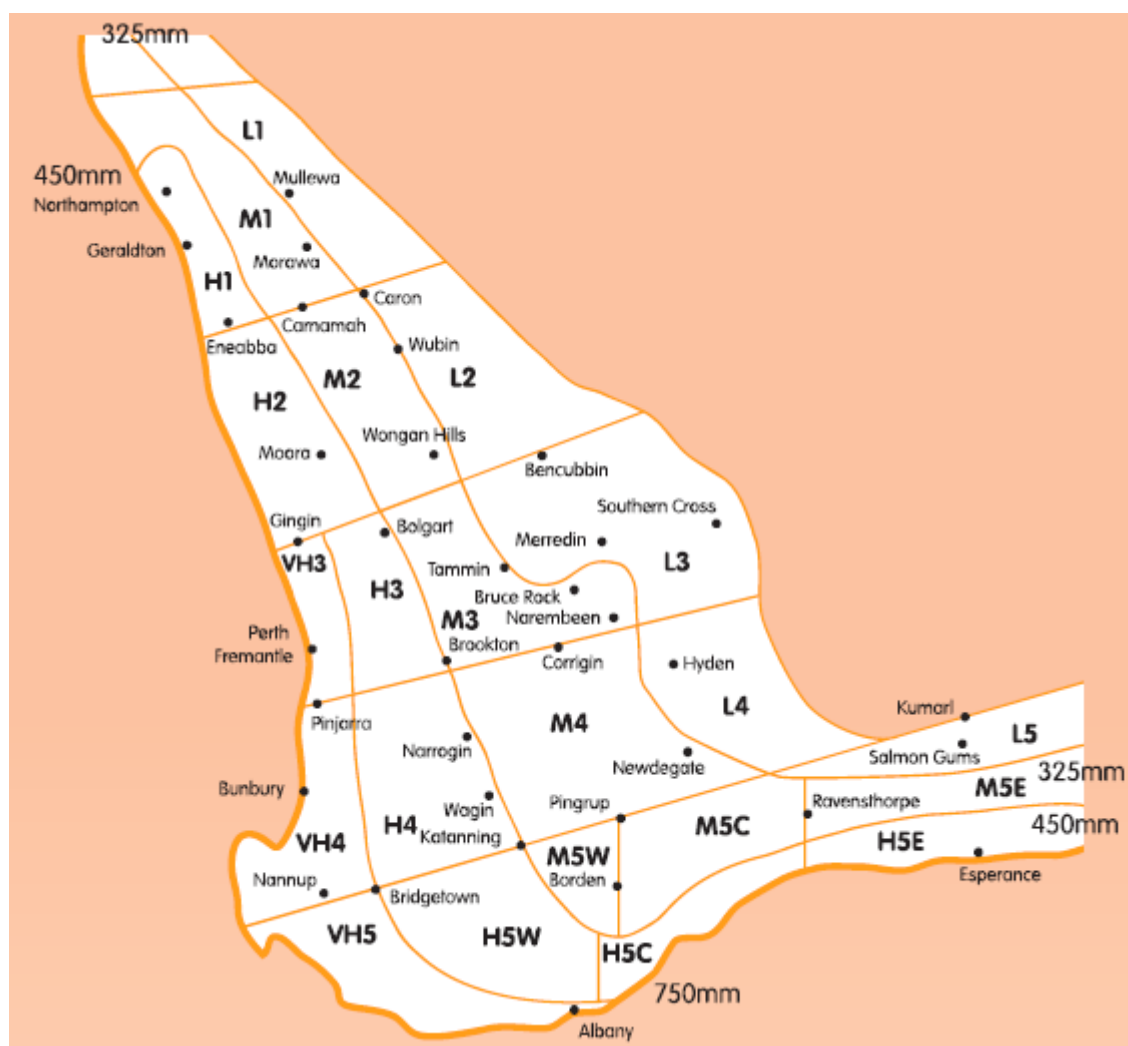 325mm
L1
450mm
Mullewa
Northampton
M1
Geraldton
Morawa
H1
Caron
Carnamah
Eneabba
Wubin
M2
L2
H2
Wongan Hills
Moora
Bencubbin
Southern Cross
Gingin
Bolgart
Merredin
VH3
L3
Tammin
H3
Bruce Rock
M3
Narembeen
Perth
Fremantle
Brookton
Corrigin
Hyden
L4
Kumarl
Pinjarra
M4
L5
Narrogin
Salmon Gums
Newdegate
325mm
Bunbury
M5E
Wagin
Pingrup
Ravensthorpe
H4
M5C
450mm
VH4
Katanning
H5E
M5W
Nannup
Borden
Esperance
Bridgetown
VH5
H5W
H5C
750mm
Albany